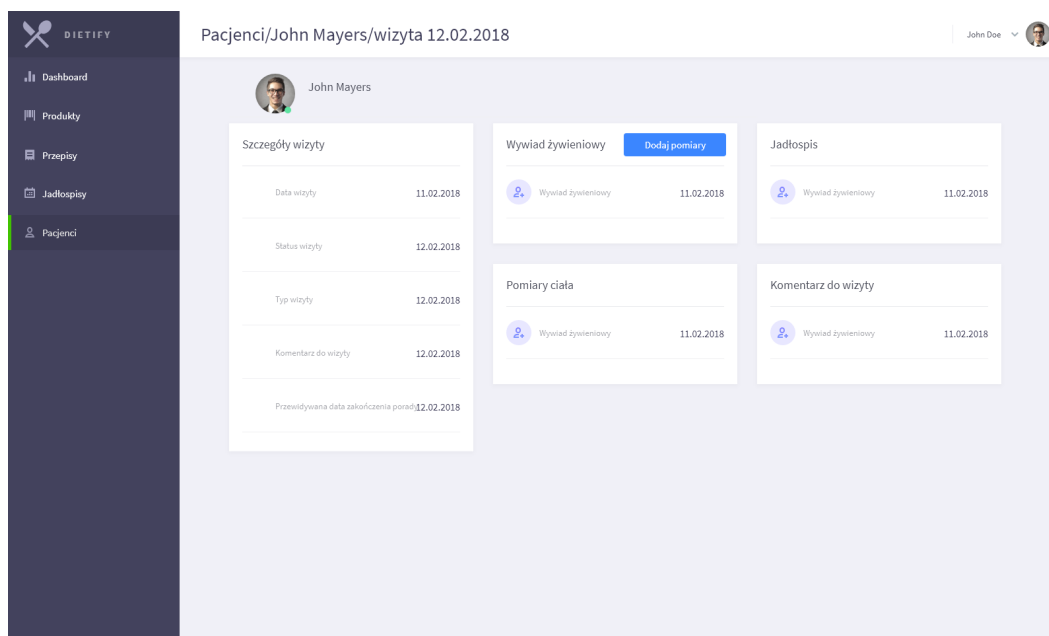 DIETIFY
Pacjenci/John Mayers/wizyta 12.02.2018
John Doe
Dashboard
Produkty
Przepisy
Jadłospisy
Pacjenci
John Mayers
Szczegóły wizyty
Data wizyty 11.02.2018
Status wizyty 12.02.2018
Typ wizyty 12.02.2018
Komentarz do wizyty 12.02.2018
Przewidywana data zakończenia porady 12.02.2018
Wywiad żywieniowy Dodaj pomiary
Wywiad żywieniowy 11.02.2018
Jadłospis
Wywiad żywieniowy 11.02.2018
Pomiary ciała
Wywiad żywieniowy 11.02.2018
Komentarz do wizyty
Wywiad żywieniowy 11.02.2018